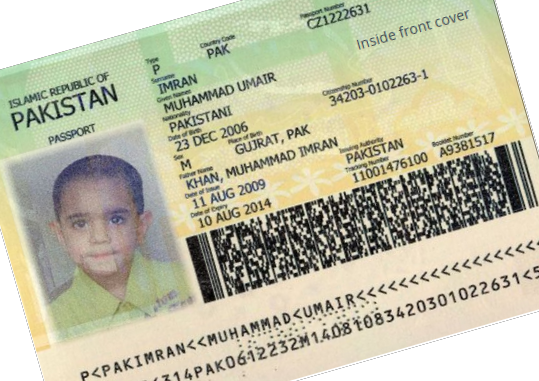 Inside front cover
ISLAMIC REPUBLIC OF
PAKISTAN
PASSPORT
Type
P
Country Code
PAK
Passport Number
CZ1222631
Surname
IMRAN
Given Names
MUHAMMAD UMAIR
Nationality
PAKISTANI
Citizenship Number
34203-0102263-1
Date of Birth
23 DEC 2006
Sex
M
Place of Birth
GUJRAT, PAK
Father Name
KHAN, MUHAMMAD IMRAN
Date of Issue
11 AUG 2009
Issuing Authority
PAKISTAN
Date of Expiry
10 AUG 2014
Tracking Number
11001476100
Booklet Number
A9381517
P<PAKIMRAN<<MUHAMMAD<UMAIR<<<<<<<<<<<<<<<<<